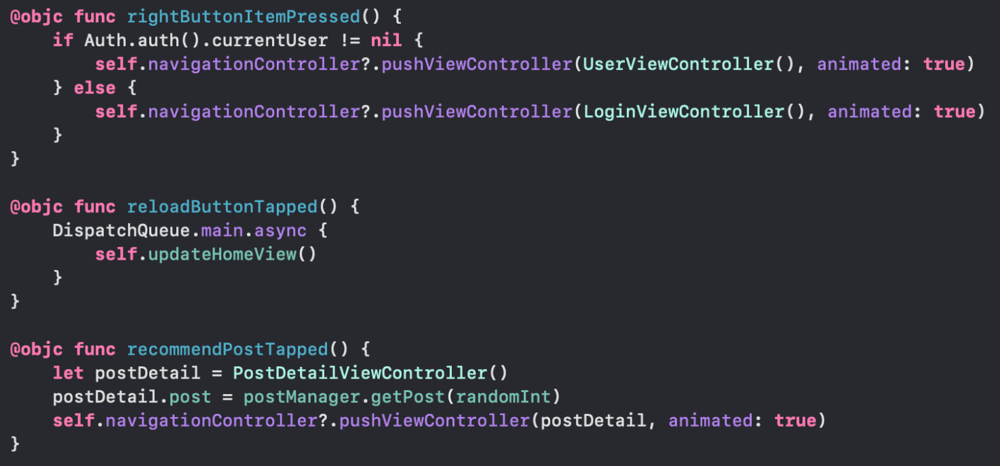 @objc func rightButtonItemPressed() {
    if Auth.auth().currentUser != nil {
        self.navigationController?.pushViewController(UserViewController(), animated: true)
    } else {
        self.navigationController?.pushViewController(LoginViewController(), animated: true)
    }
}

@objc func reloadButtonTapped() {
    DispatchQueue.main.async {
        self.updateHomeView()
    }
}

@objc func recommendPostTapped() {
    let postDetail = PostDetailViewController()
    postDetail.post = postManager.getPost(randomInt)
    self.navigationController?.pushViewController(postDetail, animated: true)
}